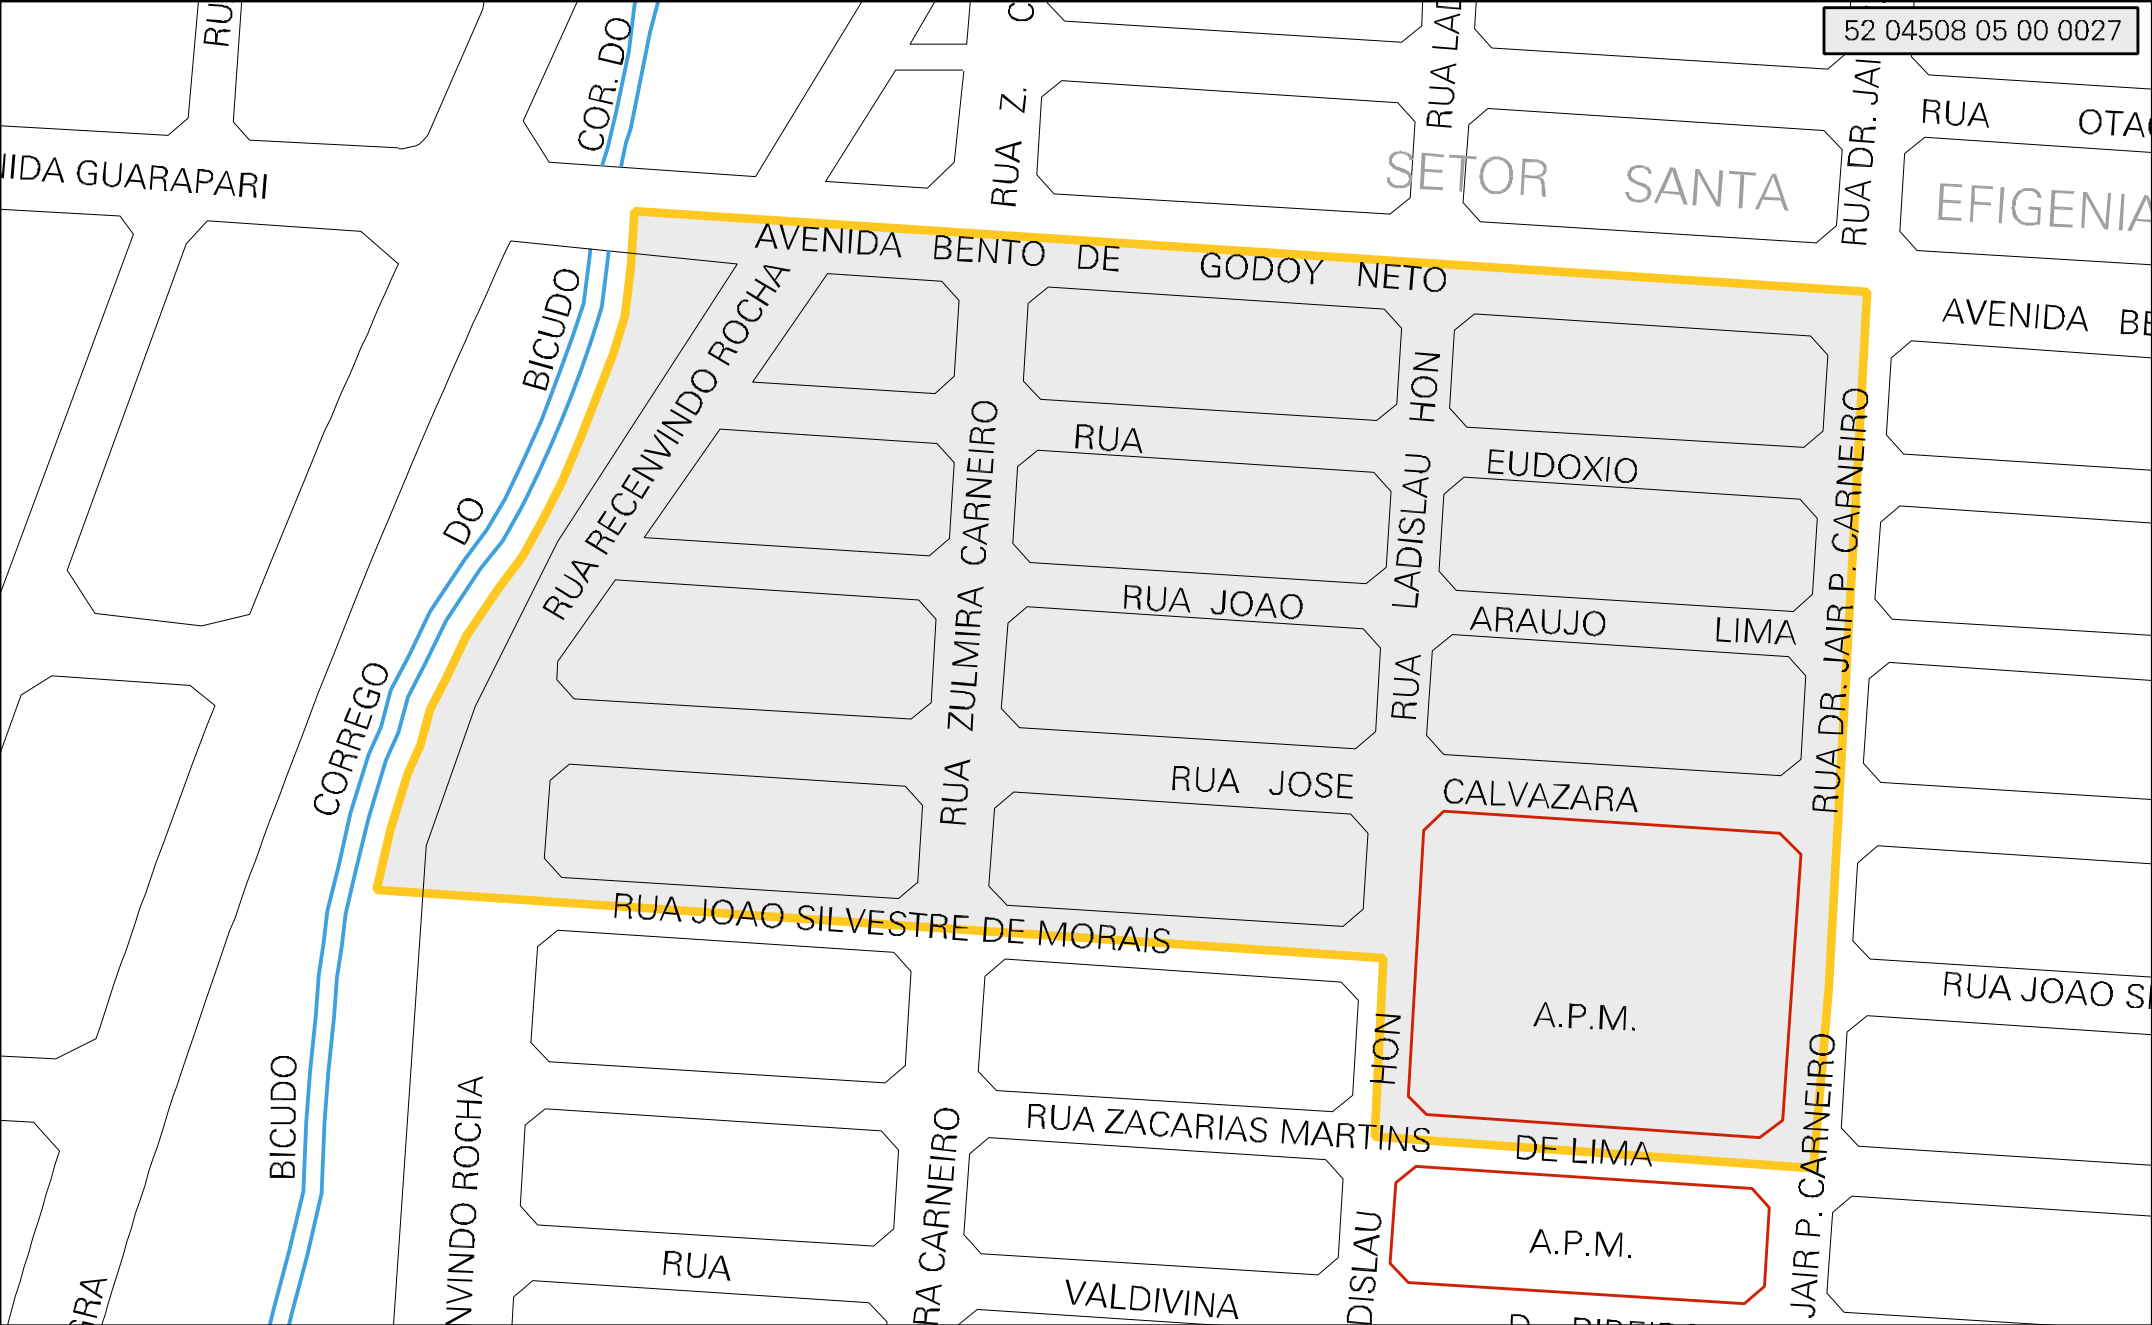 52 04508 05 00 0027
COR. DO
RUA Z.
RUA
RUA DR. JAI
RUA OTA
NIDA GUARAPARI
SETOR SANTA EFIGENIA
AVENIDA BENTO DE GODOY NETO
AVENIDA BE
BICUDO
RUA RECENVINDO ROCHA
RUA EUDOXIO
DO
RUA ZULMIRA CARNEIRO
RUA LADISLAU HON
RUA DR. JAIR P. CARNEIRO
RUA JOAO ARAUJO LIMA
CORREGO
RUA JOSE CALVAZARA
RUA JOAO SILVESTRE DE MORAIS
RUA JOAO SI
A.P.M.
HON
BICUDO
NVINDO ROCHA
RA CARNEIRO
RUA ZACARIAS MARTINS DE LIMA
JAIR P. CARNEIRO
DISLAU
A.P.M.
RUA VALDIVINA
GRA